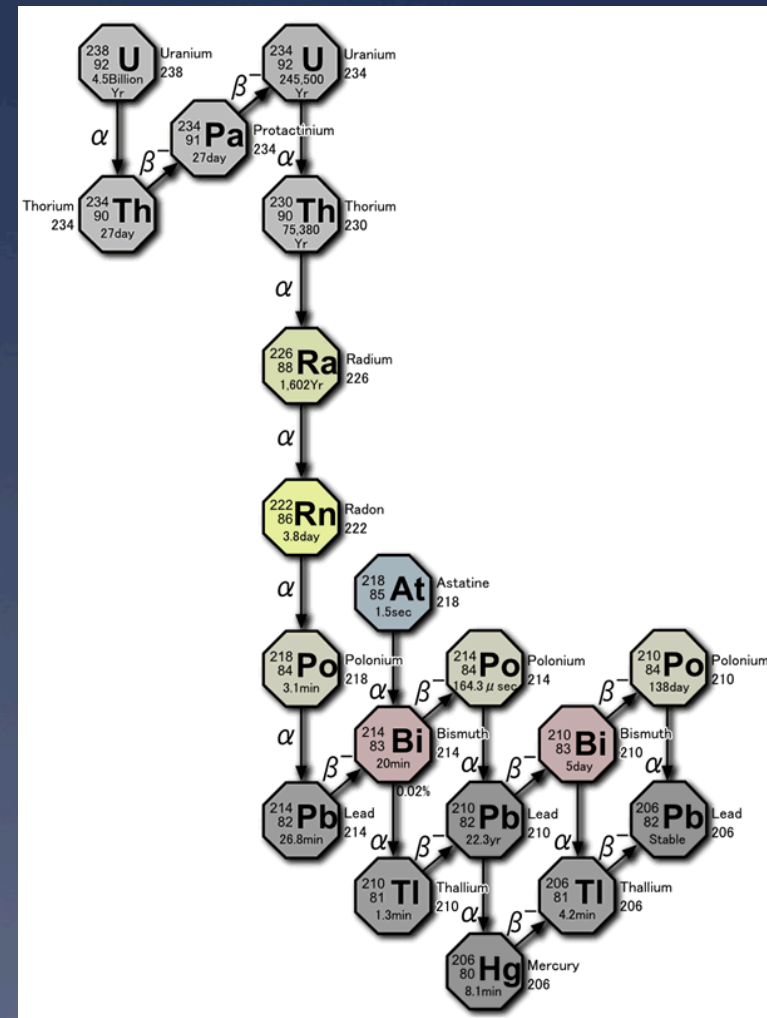 238
92 U
4.5Billion
Yr
Uranium
238
234
92 U
245,500
Yr
Uranium
234
β−
α
234
91 Pa
27day
Protactinium
234
α
β−
Thorium
234
234
90 Th
27day
230
90 Th
75,380
Yr
Thorium
230
α
226
88 Ra
1,602Yr
Radium
226
α
222
86 Rn
3.8day
Radon
222
α
218
85 At
1.5sec
Astatine
218
218
84 Po
3.1min
Polonium
218
α
β−
214
84 Po
164.3 μ sec
Polonium
214
β−
210
84 Po
138day
Polonium
210
α
β−
214
83 Bi
20min
Bismuth
214
0.02%
α
β−
210
83 Bi
5day
Bismuth
210
α
214
82 Pb
26.8min
Lead
214
α
β−
210
82 Pb
22.3yr
Lead
210
α
β−
206
82 Pb
Stable
Lead
206
210
81 Tl
1.3min
Thallium
210
α
β−
206
81 Tl
4.2min
Thallium
206
206
80 Hg
8.1min
Mercury
206